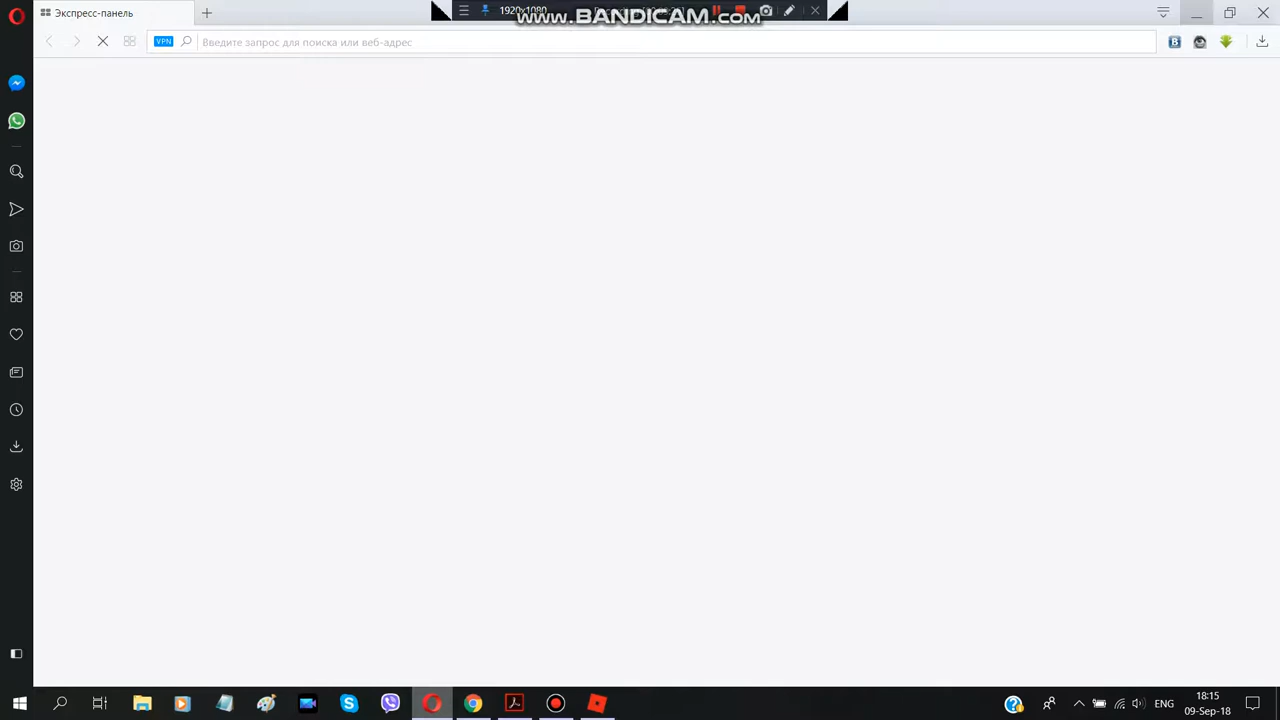 Экспресс-панель
1920x1080
www.BANDICAM.com
VPN
Введите запрос для поиска или веб-адрес
ENG
18:15
09-Sep-18